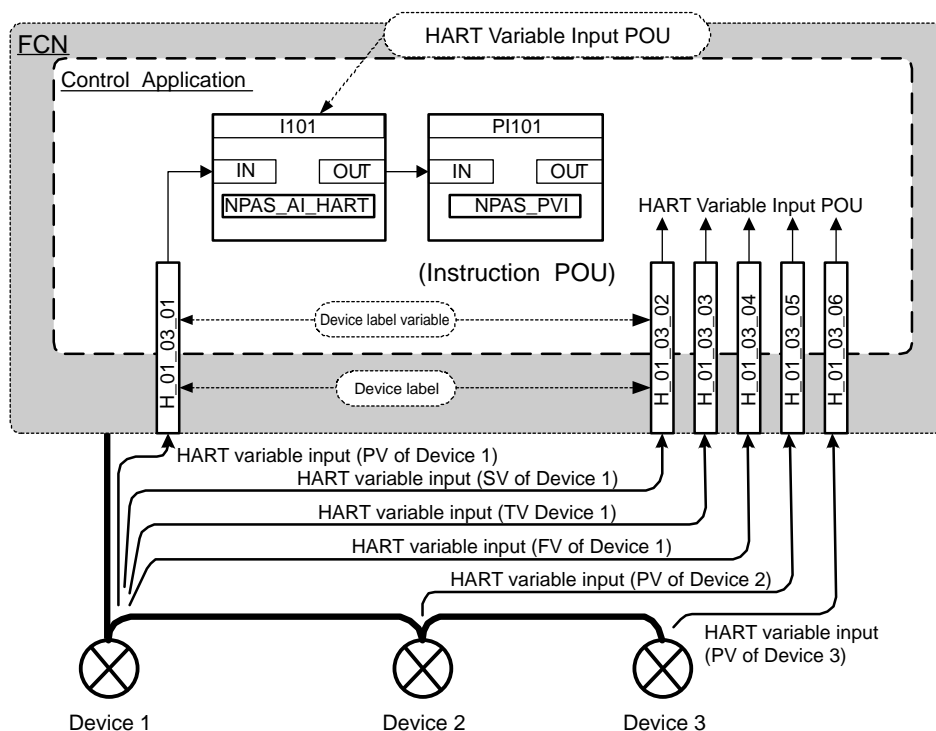 FCN
HART Variable Input POU
Control Application
I101
PI101
IN
OUT
IN
OUT
NPAS_AI_HART
NPAS_PVI
HART Variable Input POU
(Instruction POU)
H_01_03_01
H_01_03_02
H_01_03_03
H_01_03_04
H_01_03_05
H_01_03_06
Device label variable
Device label
HART variable input (PV of Device 1)
HART variable input (SV of Device 1)
HART variable input (TV Device 1)
HART variable input (FV of Device 1)
HART variable input (PV of Device 2)
HART variable input
(PV of Device 3)
Device 1
Device 2
Device 3